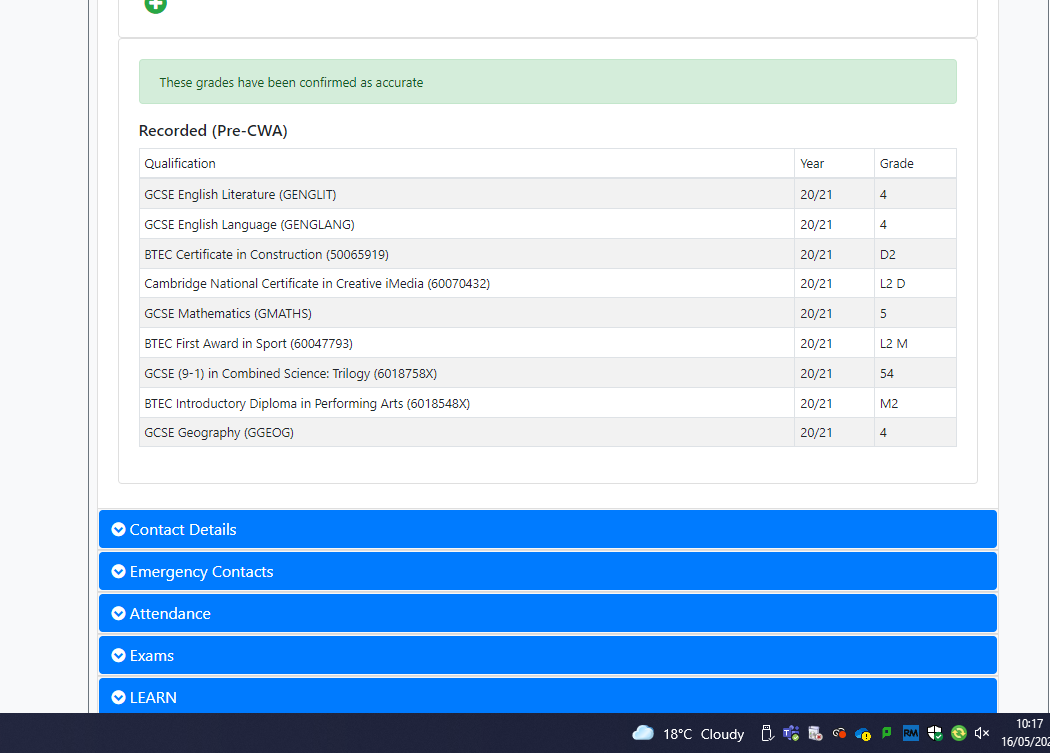 These grades have been confirmed as accurate
Recorded (Pre-CWA)
Qualification Year Grade
GCSE English Literature (GENGLIT) 20/21 4
GCSE English Language (GENGLANG) 20/21 4
BTEC Certificate in Construction (50065919) 20/21 D2
Cambridge National Certificate in Creative iMedia (60070432) 20/21 L2 D
GCSE Mathematics (GMATHS) 20/21 5
BTEC First Award in Sport (60047793) 20/21 L2 M
GCSE (9-1) in Combined Science: Trilogy (6018758X) 20/21 54
BTEC Introductory Diploma in Performing Arts (6018548X) 20/21 M2
GCSE Geography (GGEOG) 20/21 4
Contact Details
Emergency Contacts
Attendance
Exams
LEARN
18°C Cloudy RM 10:17
16/05/202